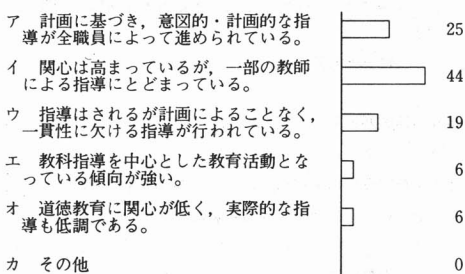 ア 計画に基づき，意図的・計画的な指 25
導が全職員によって進められている。
イ 関心は高まっているが，一部の教師 44
による指導にとどまっている。
ウ 指導はされるが計画によることなく， 19
一貫性に欠ける指導が行われている。
エ 教科指導を中心とした教育活動とな 6
っている傾向が強い。
オ 道徳教育に関心が低く，実際的な指 6
導も低調である。
カ その他 0